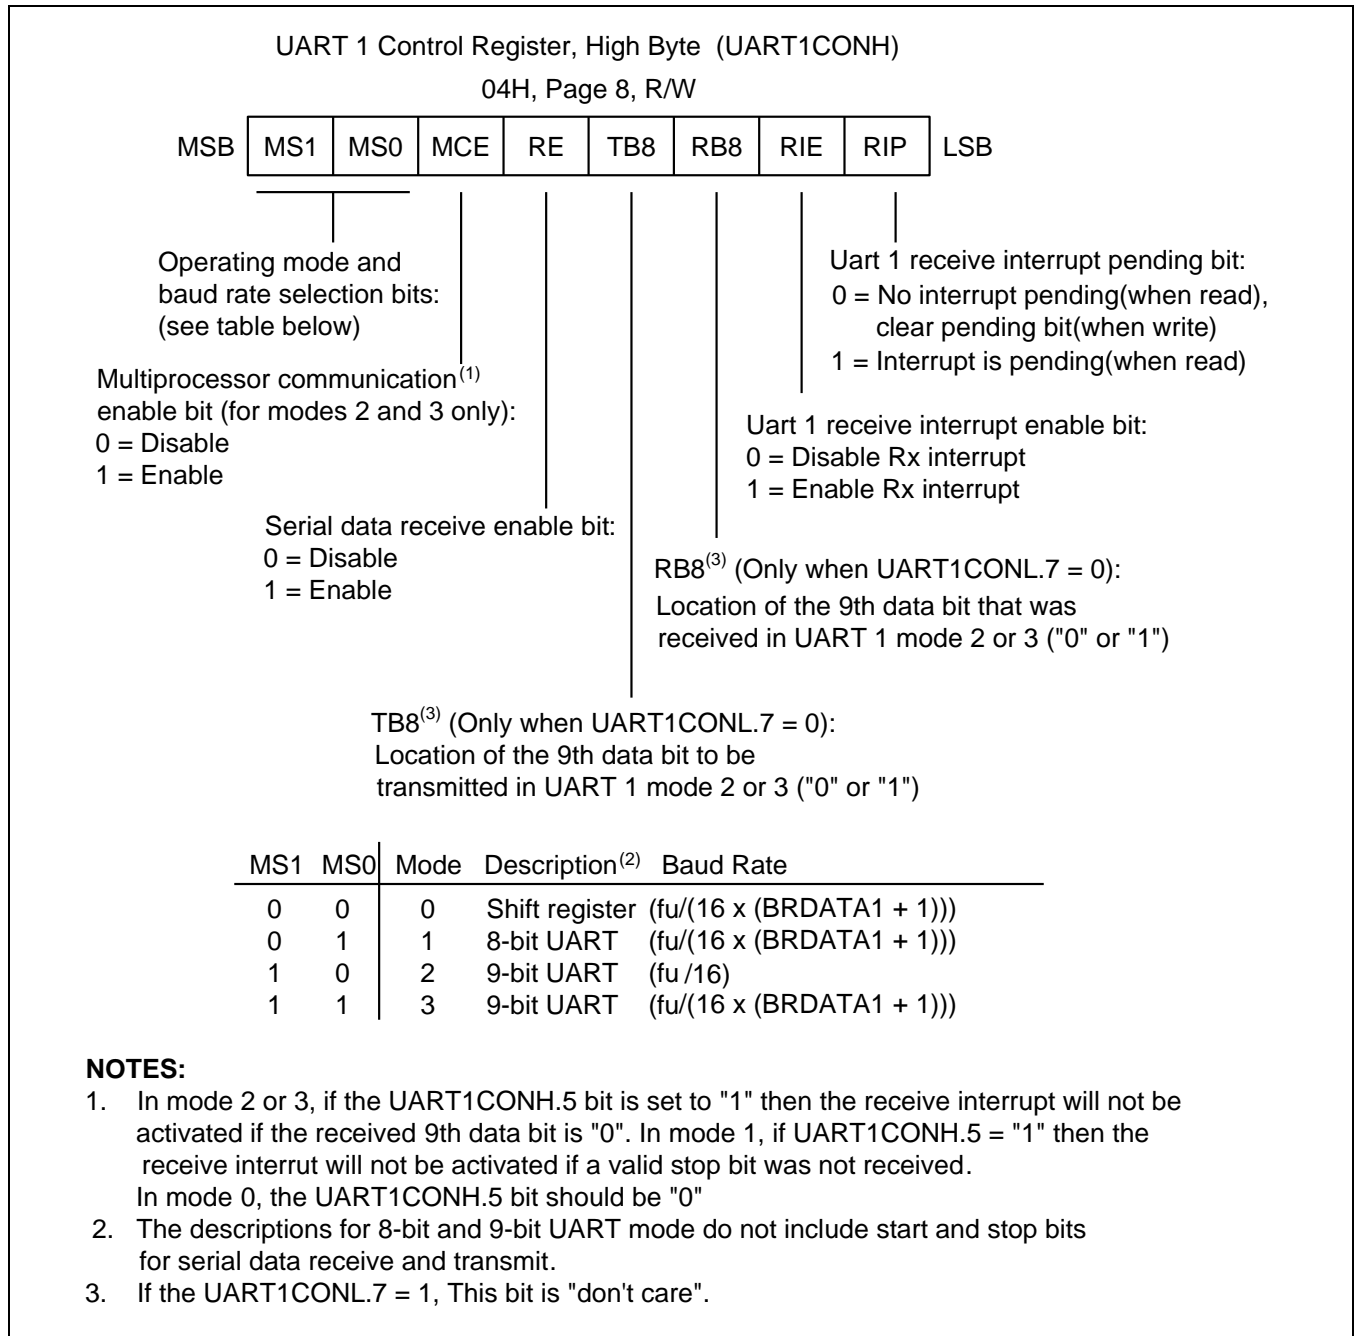 UART 1 Control Register, High Byte (UART1CONH)
04H, Page 8, R/W
MSB MS1 MS0 MCE RE TB8 RB8 RIE RIP LSB
Operating mode and
baud rate selection bits:
(see table below)
Uart 1 receive interrupt pending bit:
0 = No interrupt pending(when read),
clear pending bit(when write)
1 = Interrupt is pending(when read)
Multiprocessor communication(1)
enable bit (for modes 2 and 3 only):
0 = Disable
1 = Enable
Uart 1 receive interrupt enable bit:
0 = Disable Rx interrupt
1 = Enable Rx interrupt
Serial data receive enable bit:
0 = Disable
1 = Enable
RB8(3) (Only when UART1CONL.7 = 0):
Location of the 9th data bit that was
received in UART 1 mode 2 or 3 ("0" or "1")
TB8(3) (Only when UART1CONL.7 = 0):
Location of the 9th data bit to be
transmitted in UART 1 mode 2 or 3 ("0" or "1")
MS1 MS0 Mode Description(2) Baud Rate
0 0 0 Shift register (fu/(16 x (BRDATA1 + 1)))
0 1 1 8-bit UART (fu/(16 x (BRDATA1 + 1)))
1 0 2 9-bit UART (fu /16)
1 1 3 9-bit UART (fu/(16 x (BRDATA1 + 1)))
NOTES:
1. In mode 2 or 3, if the UART1CONH.5 bit is set to "1" then the receive interrupt will not be
activated if the received 9th data bit is "0". In mode 1, if UART1CONH.5 = "1" then the
receive interrut will not be activated if a valid stop bit was not received.
In mode 0, the UART1CONH.5 bit should be "0"
2. The descriptions for 8-bit and 9-bit UART mode do not include start and stop bits
for serial data receive and transmit.
3. If the UART1CONL.7 = 1, This bit is "don't care".